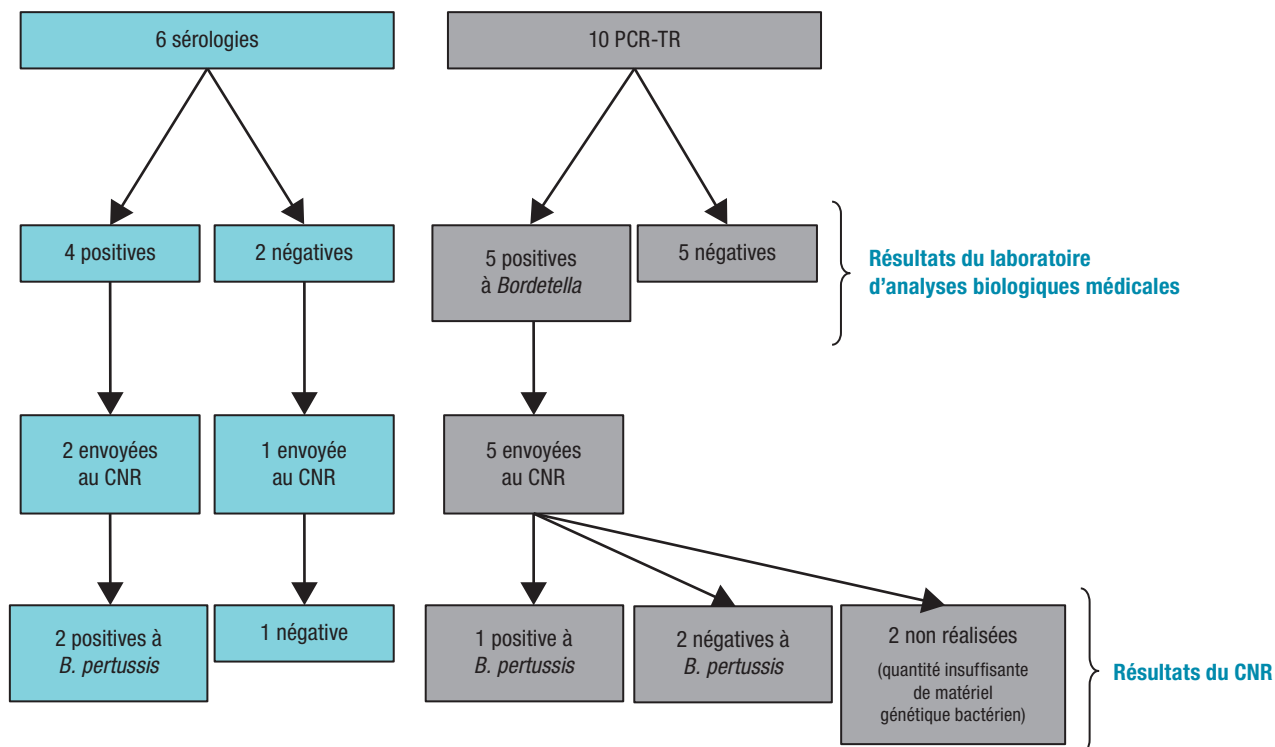 6 sérologies
10 PCR-TR
4 positives
2 négatives
5 positives
à Bordetella
5 négatives
Résultats du laboratoire
d'analyses biologiques médicales
2 envoyées
au CNR
1 envoyée
au CNR
5 envoyées
au CNR
2 positives à
B. pertussis
1 négative
1 positive à
B. pertussis
2 négatives à
B. pertussis
2 non réalisées
(quantité insuffisante
de matériel
génétique bactérien)
Résultats du CNR